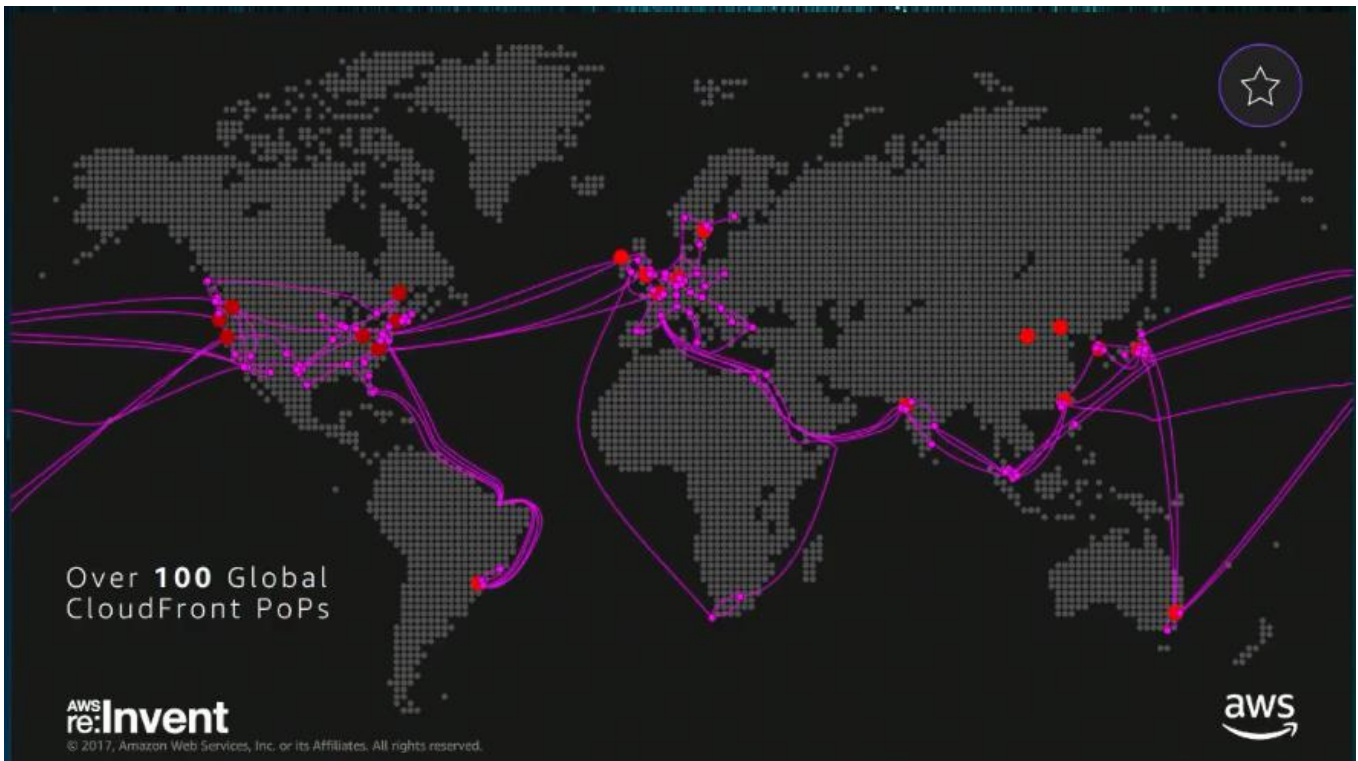 Over 100 Global
CloudFront PoPs
AWS
re:Invent
© 2017, Amazon Web Services, Inc. or its Affiliates. All rights reserved.
aws